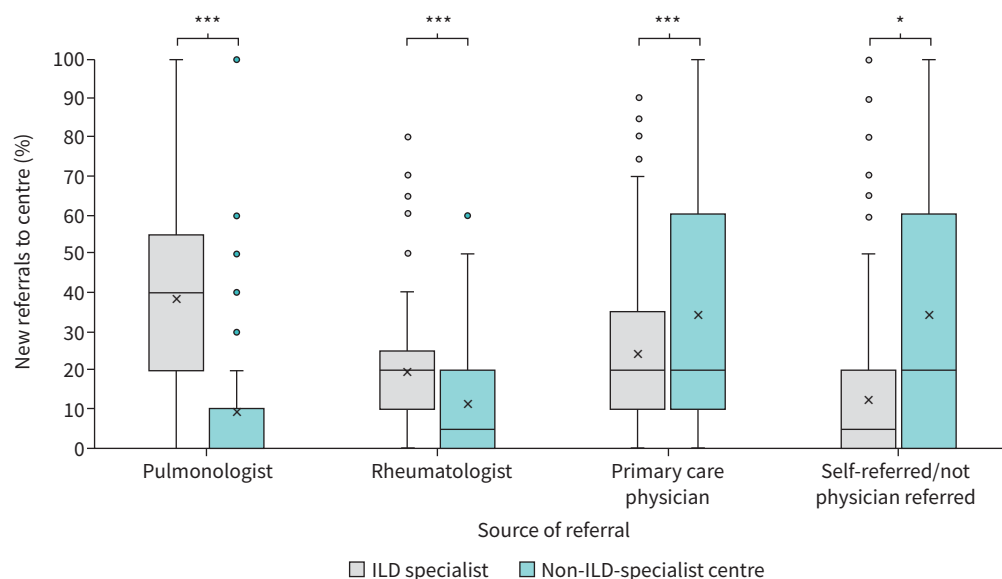 *** *** *** *
100
90
80
70
60
50
40
30
20
10
0
New referrals to centre (%)
Pulmonologist Rheumatologist Primary care physician Self-referred/not physician referred
Source of referral
ILD specialist Non-ILD-specialist centre